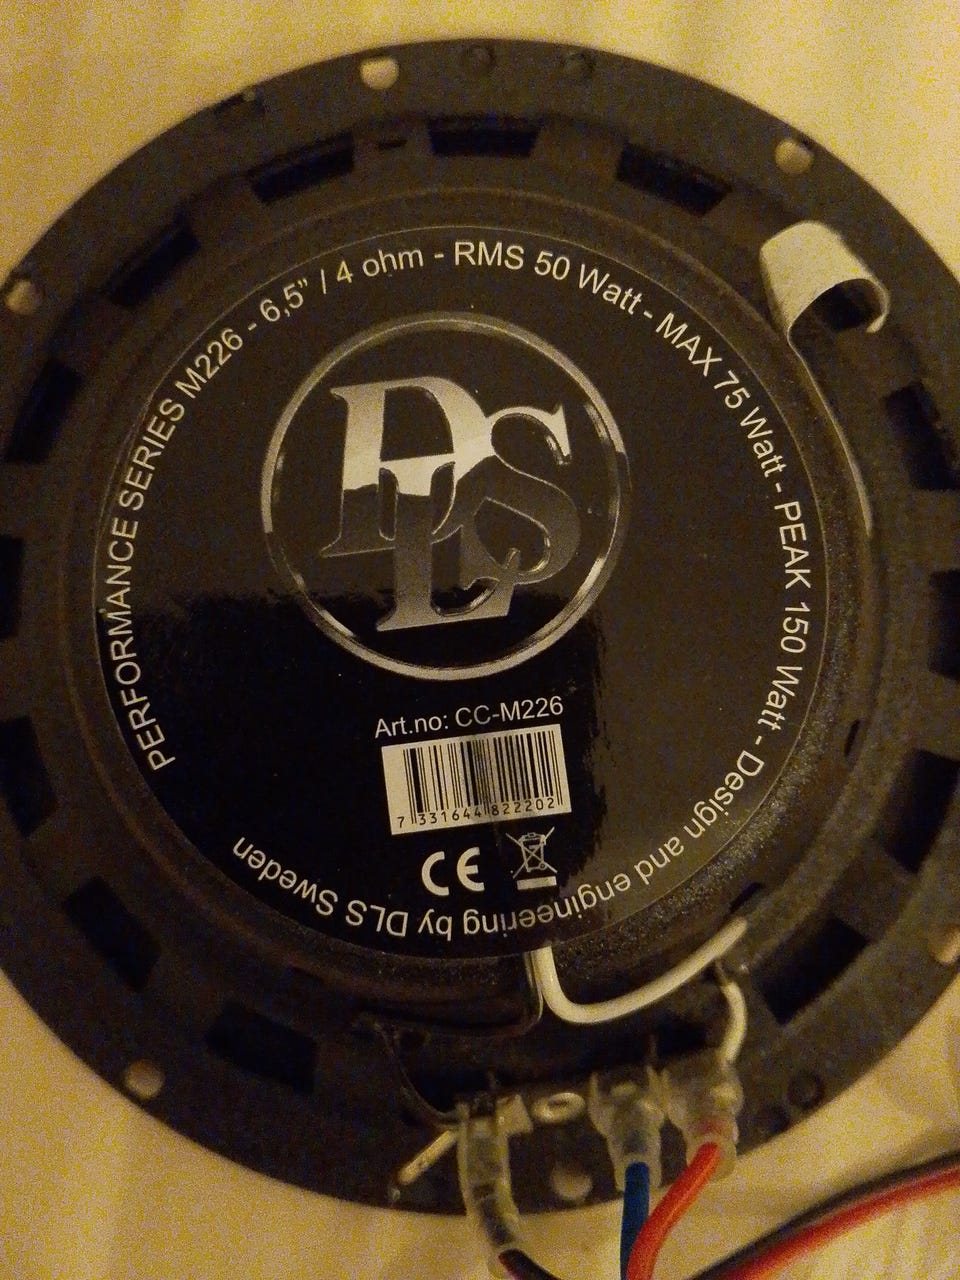 PERFORMANCE SERIES M226 - 6,5" / 4 ohm - RMS 50 Watt - MAX 75 Watt - PEAK 150 Watt - Design and engineering by DLS Sweden
DLS
Art.no: CC-M226
7 331644 822202
CE